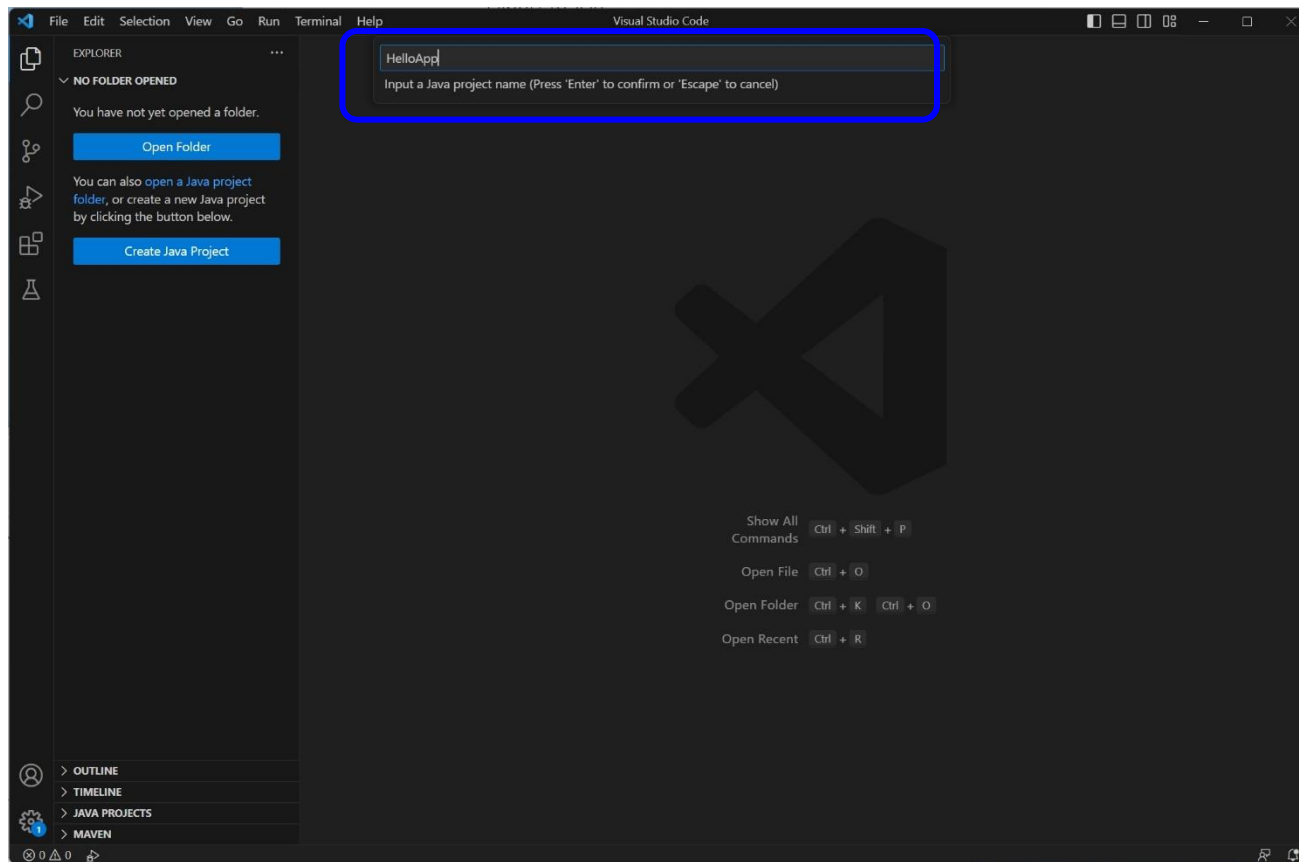 File Edit Selection View Go Run Terminal Help
Visual Studio Code
EXPLORER
...
HelloApp
Input a Java project name (Press 'Enter' to confirm or 'Escape' to cancel)
NO FOLDER OPENED
You have not yet opened a folder.
Open Folder
You can also open a Java project
folder, or create a new Java project
by clicking the button below.
Create Java Project
Show All
Commands
Ctrl + Shift + P
Open File Ctrl + O
Open Folder Ctrl + K Ctrl + O
Open Recent Ctrl + R
OUTLINE
TIMELINE
JAVA PROJECTS
1
MAVEN
0 0